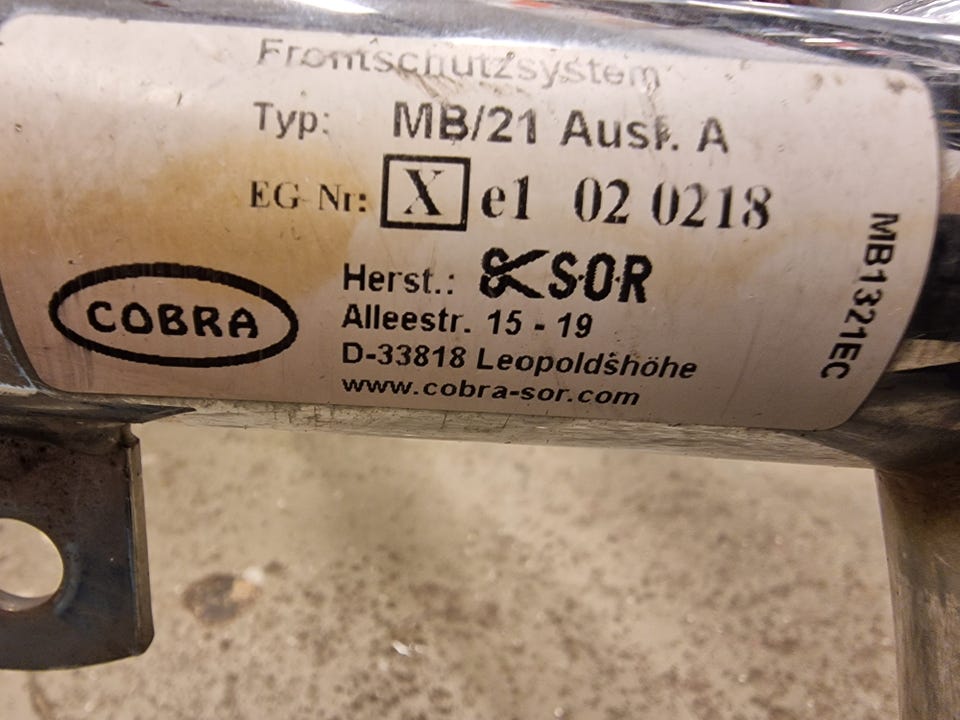 Frontschutzsystem
Typ: MB/21 Ausf. A
EG-Nr: X e1 02 0218
COBRA
Herst.: SOR
Alleestr. 15 - 19
D-33818 Leopoldshöhe
www.cobra-sor.com
MB1321EC